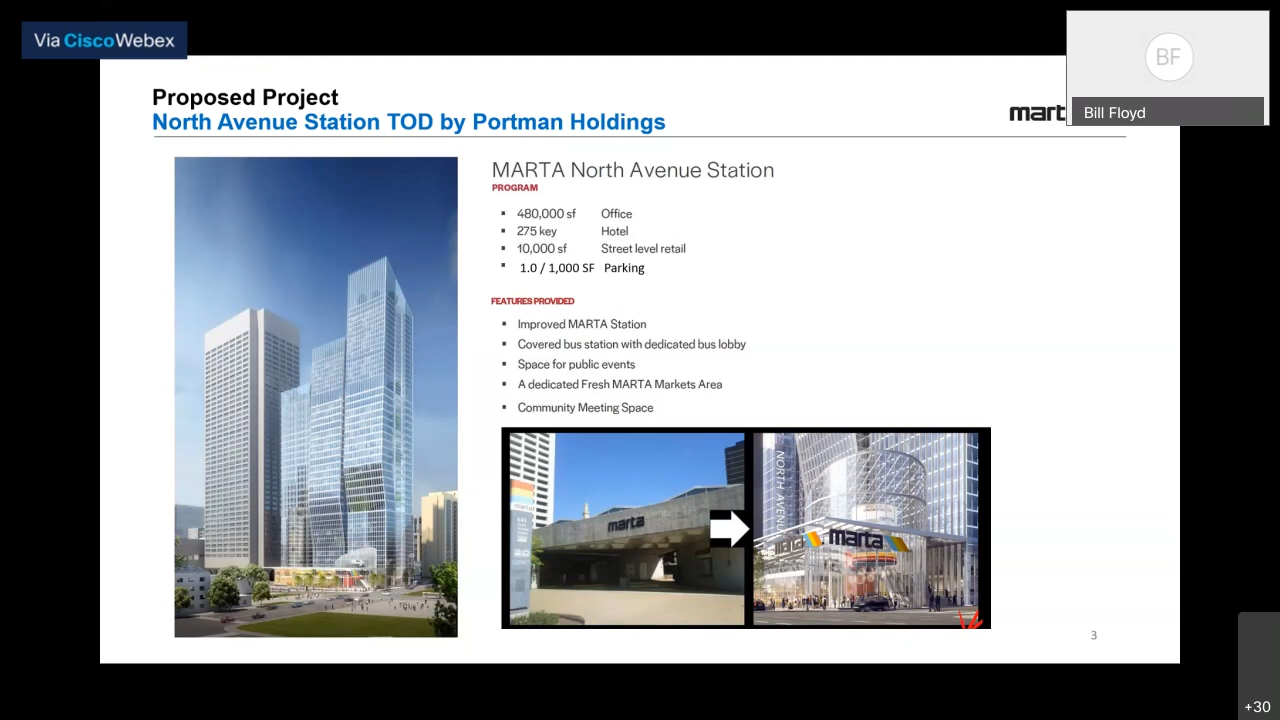 Via CiscoWebex
BF
Bill Floyd
Proposed Project
North Avenue Station TOD by Portman Holdings
mart
MARTA North Avenue Station
PROGRAM
▪ 480,000 sf Office
▪ 275 key Hotel
▪ 10,000 sf Street level retail
▪ 1.0 / 1,000 SF Parking
FEATURES PROVIDED
▪ Improved MARTA Station
▪ Covered bus station with dedicated bus lobby
▪ Space for public events
▪ A dedicated Fresh MARTA Markets Area
▪ Community Meeting Space
marta
NORTH AVENU
marta
marta
3
+30